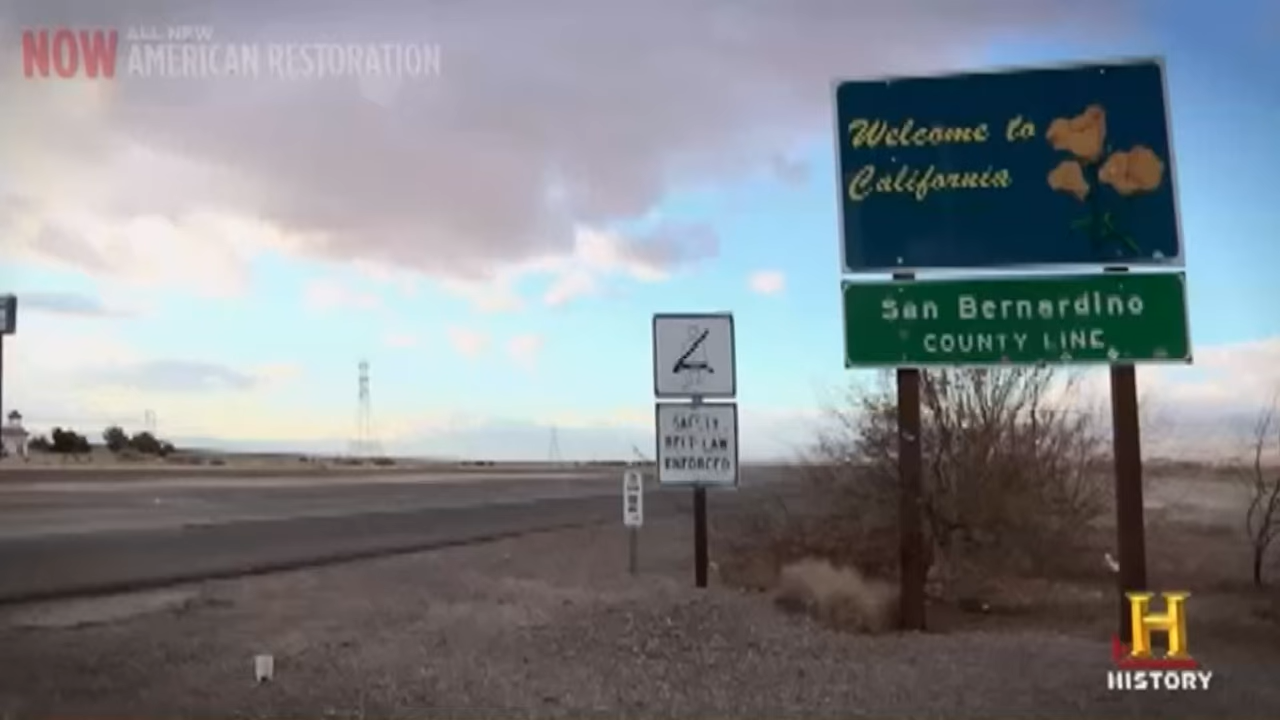 ALL NEW
NOW AMERICAN RESTORATION
Welcome to
California
San Bernardino
COUNTY LINE
SAFETY
BELT LAW
ENFORCED
H
HISTORY